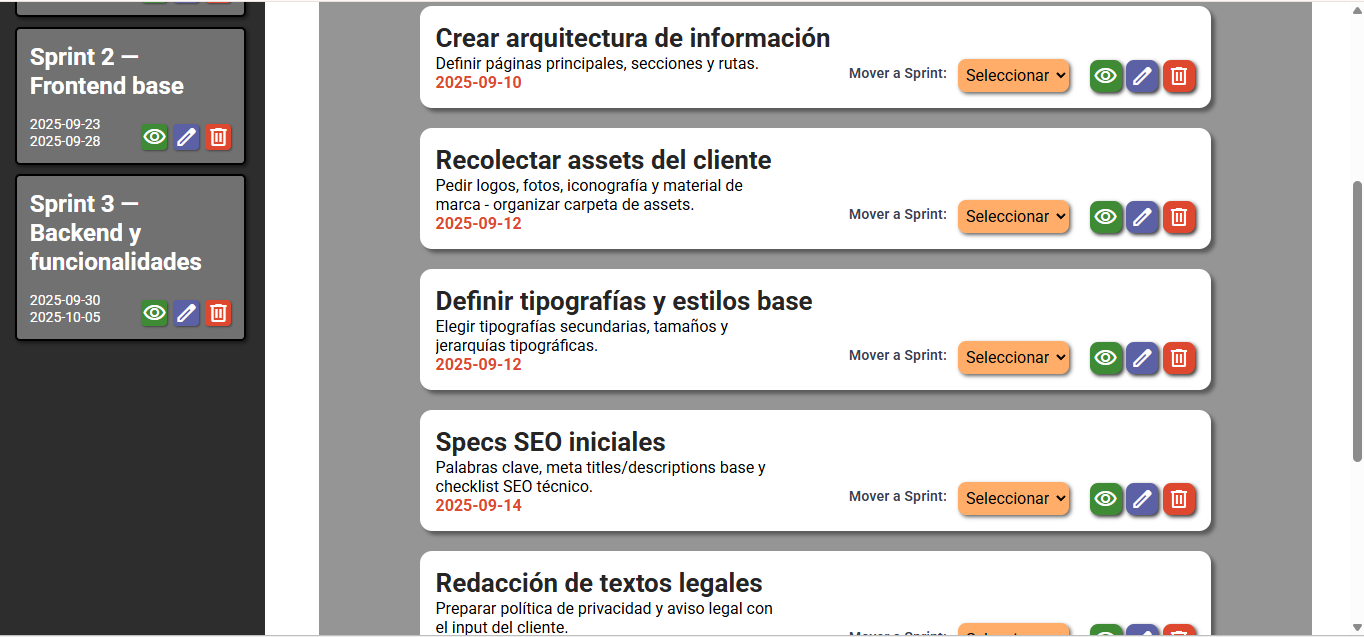 Sprint 2 —
Frontend base
2025-09-23
2025-09-28
Sprint 3 —
Backend y
funcionalidades
2025-09-30
2025-10-05
Crear arquitectura de información
Definir páginas principales, secciones y rutas.
2025-09-10
Mover a Sprint: Seleccionar
Recolectar assets del cliente
Pedir logos, fotos, iconografía y material de
marca - organizar carpeta de assets.
2025-09-12
Mover a Sprint: Seleccionar
Definir tipografías y estilos base
Elegir tipografías secundarias, tamaños y
jerarquías tipográficas.
2025-09-12
Mover a Sprint: Seleccionar
Specs SEO iniciales
Palabras clave, meta titles/descriptions base y
checklist SEO técnico.
2025-09-14
Mover a Sprint: Seleccionar
Redacción de textos legales
Preparar política de privacidad y aviso legal con
el input del cliente.